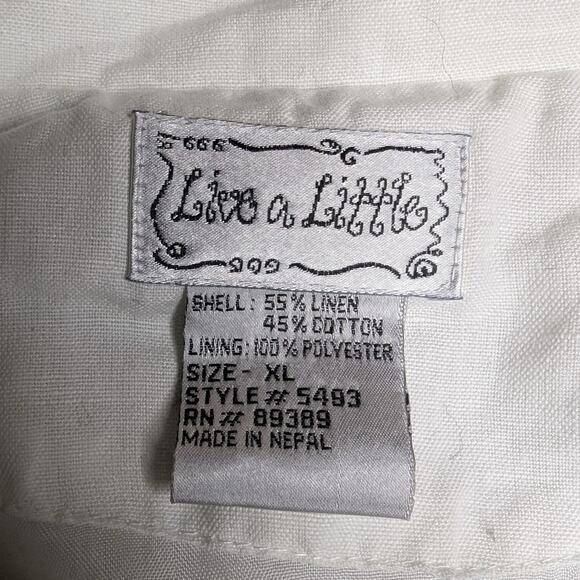 Live a Little
SHELL: 55% LINEN
45% COTTON
LINING: 100% POLYESTER
SIZE - XL
STYLE # 5493
RN # 89389
MADE IN NEPAL